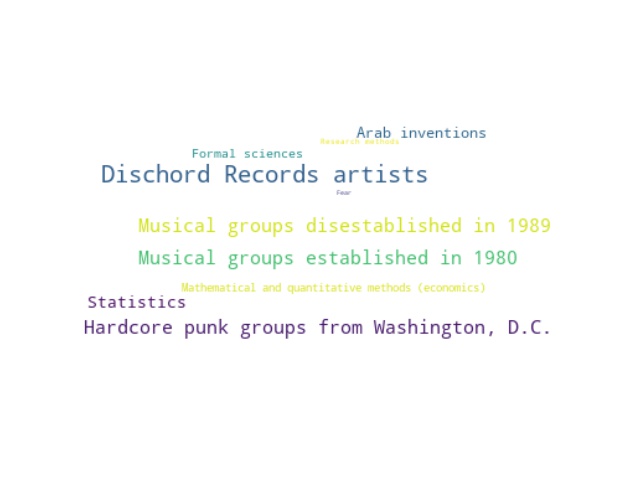 Arab inventions
Research methods
Formal sciences
Dischord Records artists
Fear
Musical groups disestablished in 1989
Musical groups established in 1980
Mathematical and quantitative methods (economics)
Statistics
Hardcore punk groups from Washington, D.C.